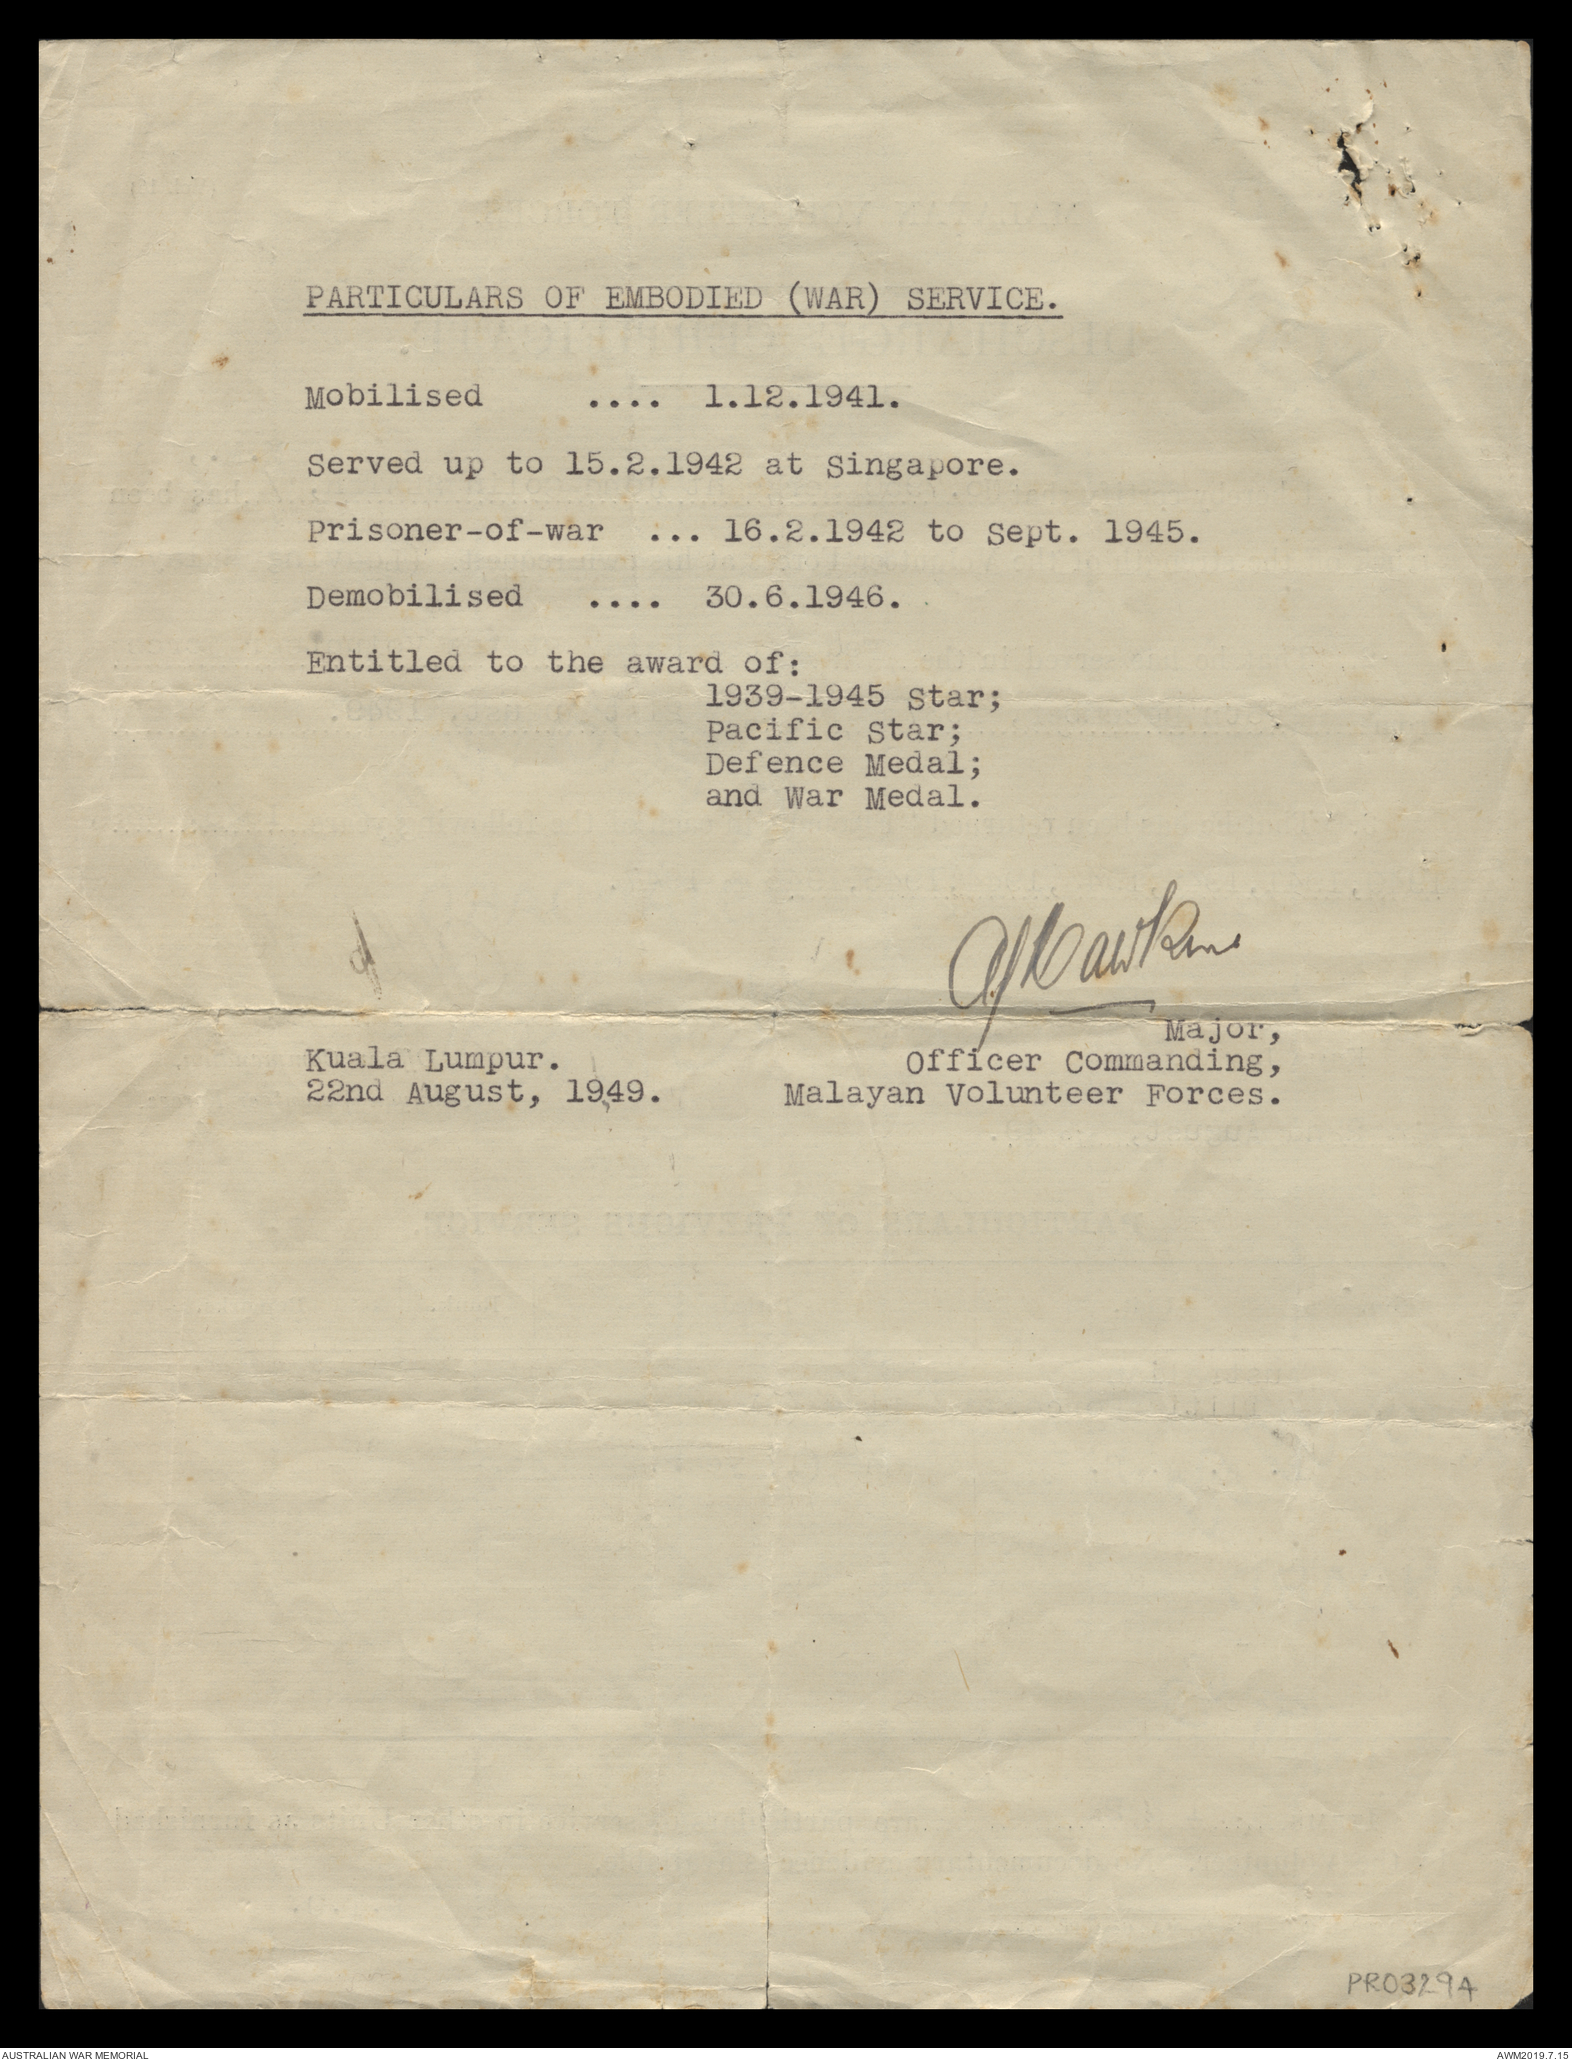 PARTICULARS OF EMBODIED (WAR) SERVICE.
Mobilised .... 1.12.1941.
Served up to 15.2.1942 at Singapore.
Prisoner-of-war ... 16.2.1942 to Sept. 1945.
Demobilised .... 30.6.1946.
Entitled to the award of:
1939-1945 Star;
Pacific Star;
Defence Medal;
and War Medal.
Major,
Kuala Lumpur. Officer Commanding,
22nd August, 1949. Malayan Volunteer Forces.
PR03294
AUSTRALIAN WAR MEMORIAL AWM2019.7.15